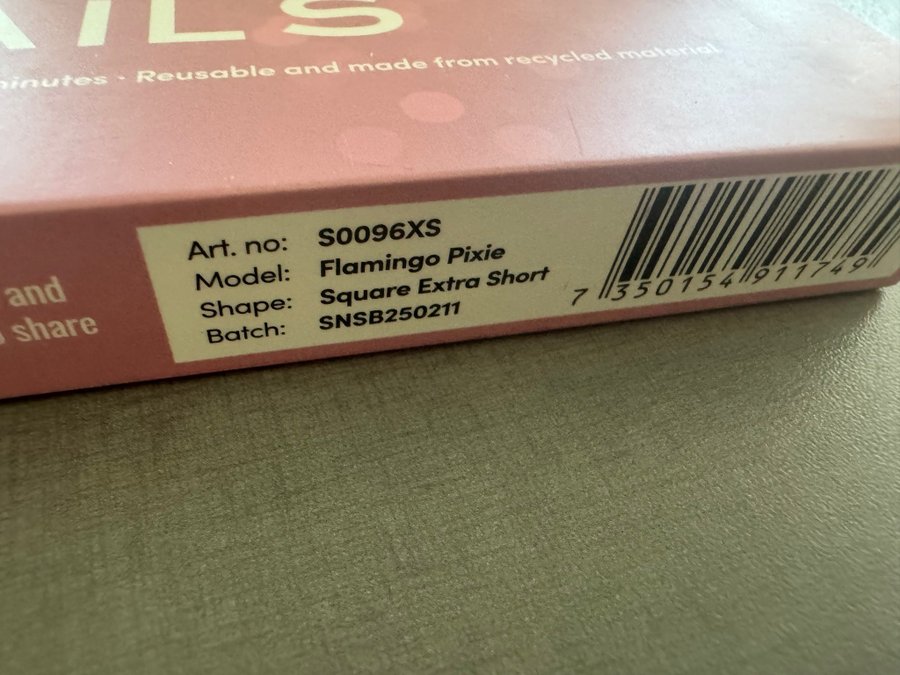 AILS
minutes · Reusable and made from recycled material
and
share
Art. no: S0096XS
Model: Flamingo Pixie
Shape: Square Extra Short
Batch: SNSB250211
7 350154 911749